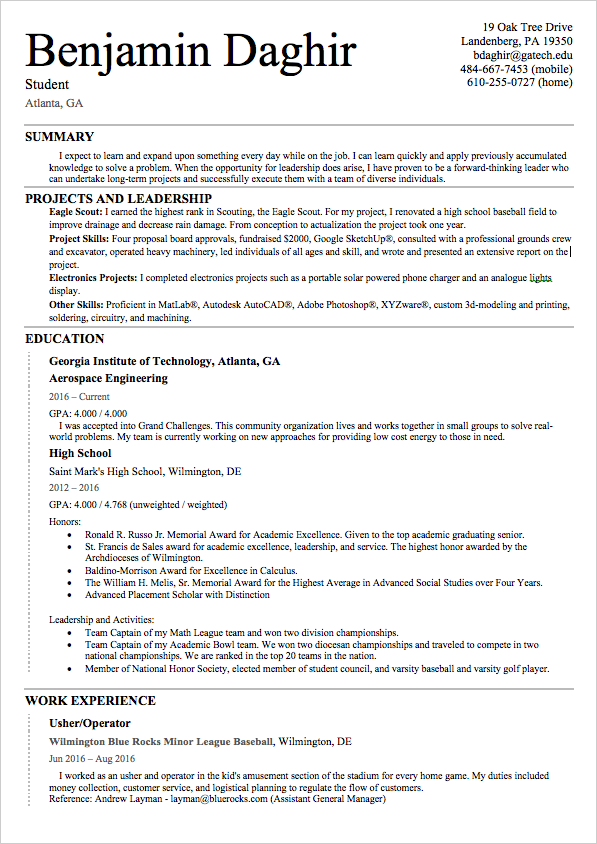 Benjamin Daghir
Student
Atlanta, GA
19 Oak Tree Drive
Landenberg, PA 19350
bdaghir@gatech.edu
484-667-7453 (mobile)
610-255-0727 (home)
SUMMARY
I expect to learn and expand upon something every day while on the job. I can learn quickly and apply previously accumulated
knowledge to solve a problem. When the opportunity for leadership does arise, I have proven to be a forward-thinking leader who
can undertake long-term projects and successfully execute them with a team of diverse individuals.
PROJECTS AND LEADERSHIP
Eagle Scout: I earned the highest rank in Scouting, the Eagle Scout. For my project, I renovated a high school baseball field to
improve drainage and decrease rain damage. From conception to actualization the project took one year.
Project Skills: Four proposal board approvals, fundraised $2000, Google SketchUp®, consulted with a professional grounds crew
and excavator, operated heavy machinery, led individuals of all ages and skill, and wrote and presented an extensive report on the
project.
Electronics Projects: I completed electronics projects such as a portable solar powered phone charger and an analogue lights
display.
Other Skills: Proficient in MatLab®, Autodesk AutoCAD®, Adobe Photoshop®, XYZware®, custom 3d-modeling and printing,
soldering, circuitry, and machining.
EDUCATION
Georgia Institute of Technology, Atlanta, GA
Aerospace Engineering
2016 – Current
GPA: 4.000 / 4.000
I was accepted into Grand Challenges. This community organization lives and works together in small groups to solve real-
world problems. My team is currently working on new approaches for providing low cost energy to those in need.
High School
Saint Mark's High School, Wilmington, DE
2012 – 2016
GPA: 4.000 / 4.768 (unweighted / weighted)
Honors:
• Ronald R. Russo Jr. Memorial Award for Academic Excellence. Given to the top academic graduating senior.
• St. Francis de Sales award for academic excellence, leadership, and service. The highest honor awarded by the
Archdioceses of Wilmington.
• Baldino-Morrison Award for Excellence in Calculus.
• The William H. Melis, Sr. Memorial Award for the Highest Average in Advanced Social Studies over Four Years.
• Advanced Placement Scholar with Distinction
Leadership and Activities:
• Team Captain of my Math League team and won two division championships.
• Team Captain of my Academic Bowl team. We won two diocesan championships and traveled to compete in two
national championships. We are ranked in the top 20 teams in the nation.
• Member of National Honor Society, elected member of student council, and varsity baseball and varsity golf player.
WORK EXPERIENCE
Usher/Operator
Wilmington Blue Rocks Minor League Baseball, Wilmington, DE
Jun 2016 – Aug 2016
I worked as an usher and operator in the kid's amusement section of the stadium for every home game. My duties included
money collection, customer service, and logistical planning to regulate the flow of customers.
Reference: Andrew Layman - layman@bluerocks.com (Assistant General Manager)